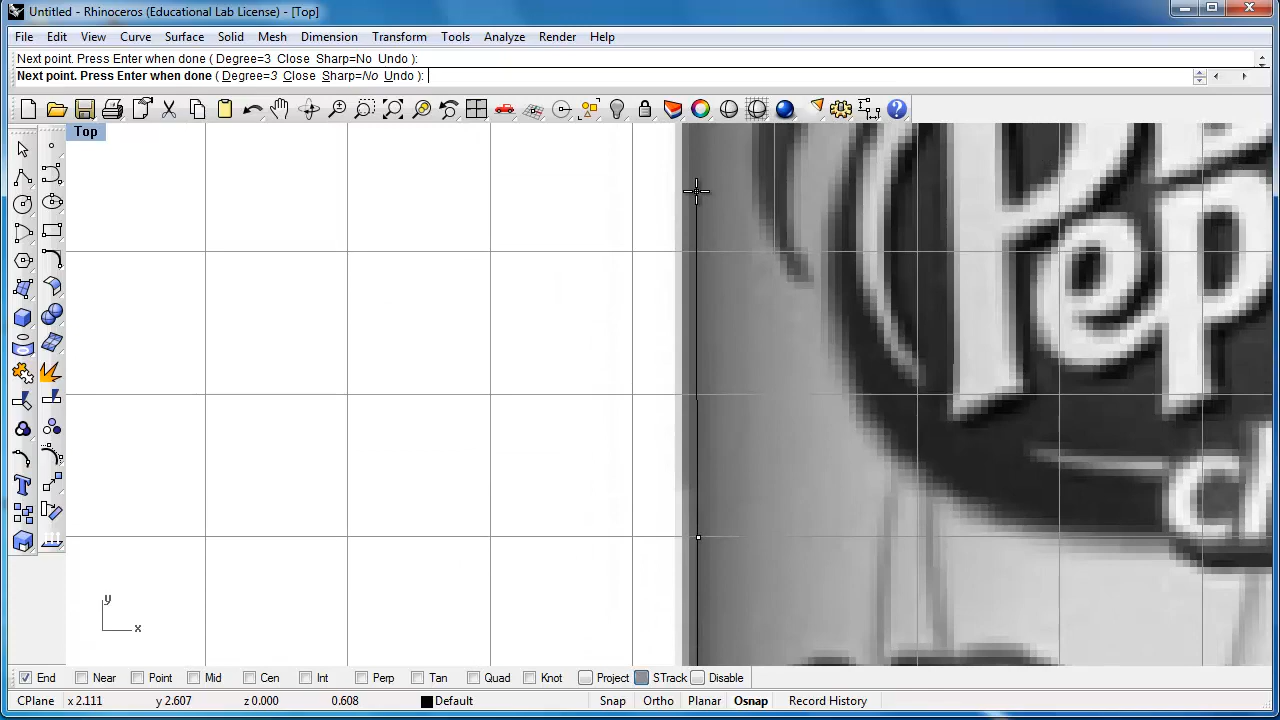 Untitled - Rhinoceros (Educational Lab License) - [Top]
File Edit View Curve Surface Solid Mesh Dimension Transform Tools Analyze Render Help
Next point. Press Enter when done ( Degree=3 Close Sharp=No Undo ):
Next point. Press Enter when done ( Degree=3 Close Sharp=No Undo ):
Top
Pep
y
x
End Near Point Mid Cen Int Perp Tan Quad Knot Project STrack Disable
CPlane x 2.111 y 2.607 z 0.000 0.608 Default Snap Ortho Planar Osnap Record History